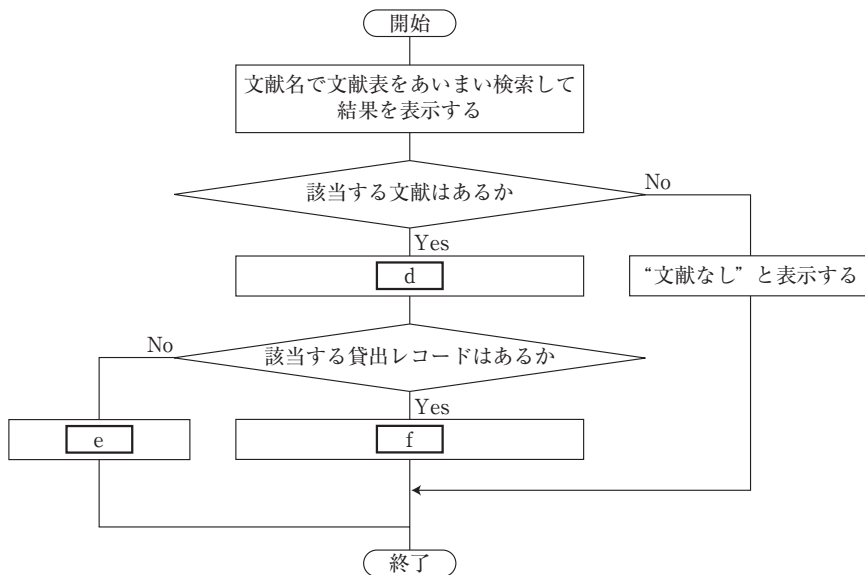 開始
文献名で文献表をあいまい検索して
結果を表示する
該当する文献はあるか
No
Yes
d
“文献なし”と表示する
No
該当する貸出レコードはあるか
Yes
e
f
終了